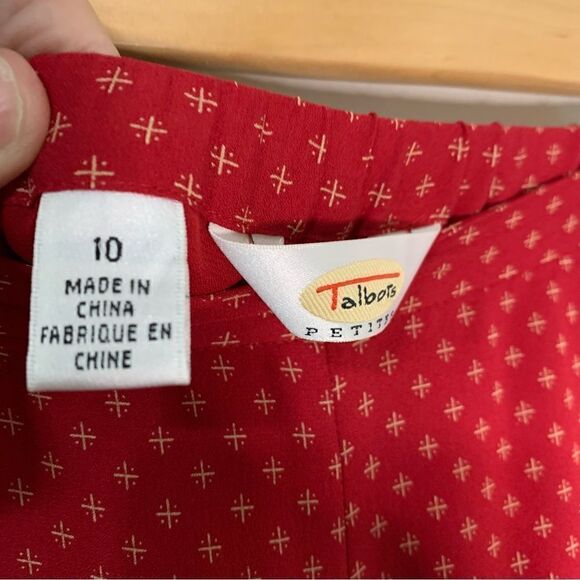 10
MADE IN
CHINA
FABRIQUE EN
CHINE
Talbots
PETITES